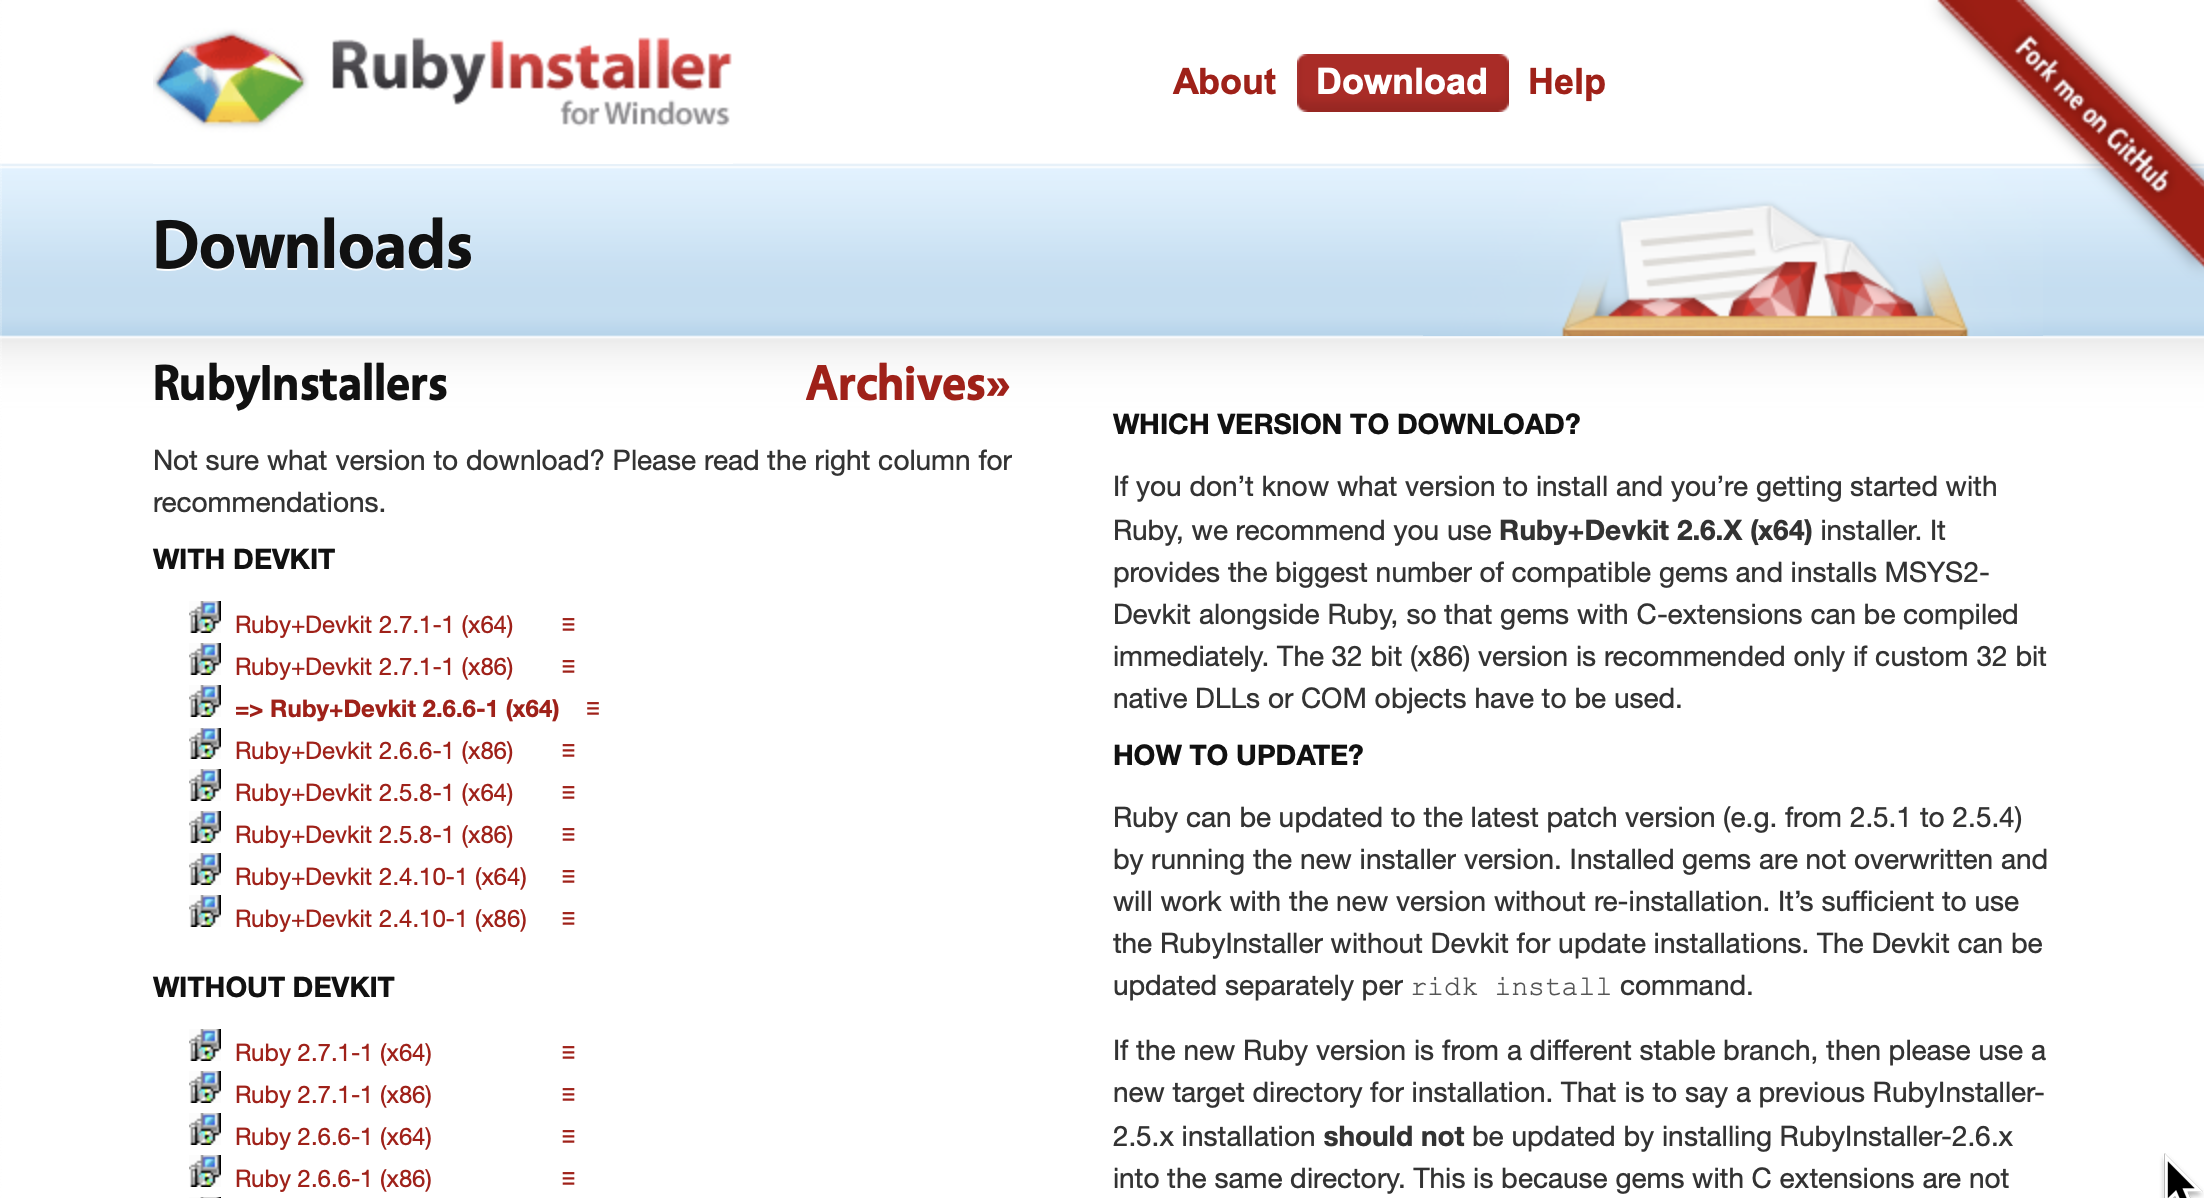 RubyInstaller
for Windows
About Download Help
Fork me on GitHub
Downloads
RubyInstallers
Archives»
Not sure what version to download? Please read the right column for
recommendations.
WITH DEVKIT
Ruby+Devkit 2.7.1-1 (x64) ≡
Ruby+Devkit 2.7.1-1 (x86) ≡
=> Ruby+Devkit 2.6.6-1 (x64) ≡
Ruby+Devkit 2.6.6-1 (x86) ≡
Ruby+Devkit 2.5.8-1 (x64) ≡
Ruby+Devkit 2.5.8-1 (x86) ≡
Ruby+Devkit 2.4.10-1 (x64) ≡
Ruby+Devkit 2.4.10-1 (x86) ≡
WITHOUT DEVKIT
Ruby 2.7.1-1 (x64) ≡
Ruby 2.7.1-1 (x86) ≡
Ruby 2.6.6-1 (x64) ≡
Ruby 2.6.6-1 (x86) ≡
WHICH VERSION TO DOWNLOAD?
If you don’t know what version to install and you’re getting started with
Ruby, we recommend you use Ruby+Devkit 2.6.X (x64) installer. It
provides the biggest number of compatible gems and installs MSYS2-
Devkit alongside Ruby, so that gems with C-extensions can be compiled
immediately. The 32 bit (x86) version is recommended only if custom 32 bit
native DLLs or COM objects have to be used.
HOW TO UPDATE?
Ruby can be updated to the latest patch version (e.g. from 2.5.1 to 2.5.4)
by running the new installer version. Installed gems are not overwritten and
will work with the new version without re-installation. It’s sufficient to use
the RubyInstaller without Devkit for update installations. The Devkit can be
updated separately per ridk install command.
If the new Ruby version is from a different stable branch, then please use a
new target directory for installation. That is to say a previous RubyInstaller-
2.5.x installation should not be updated by installing RubyInstaller-2.6.x
into the same directory. This is because gems with C extensions are not